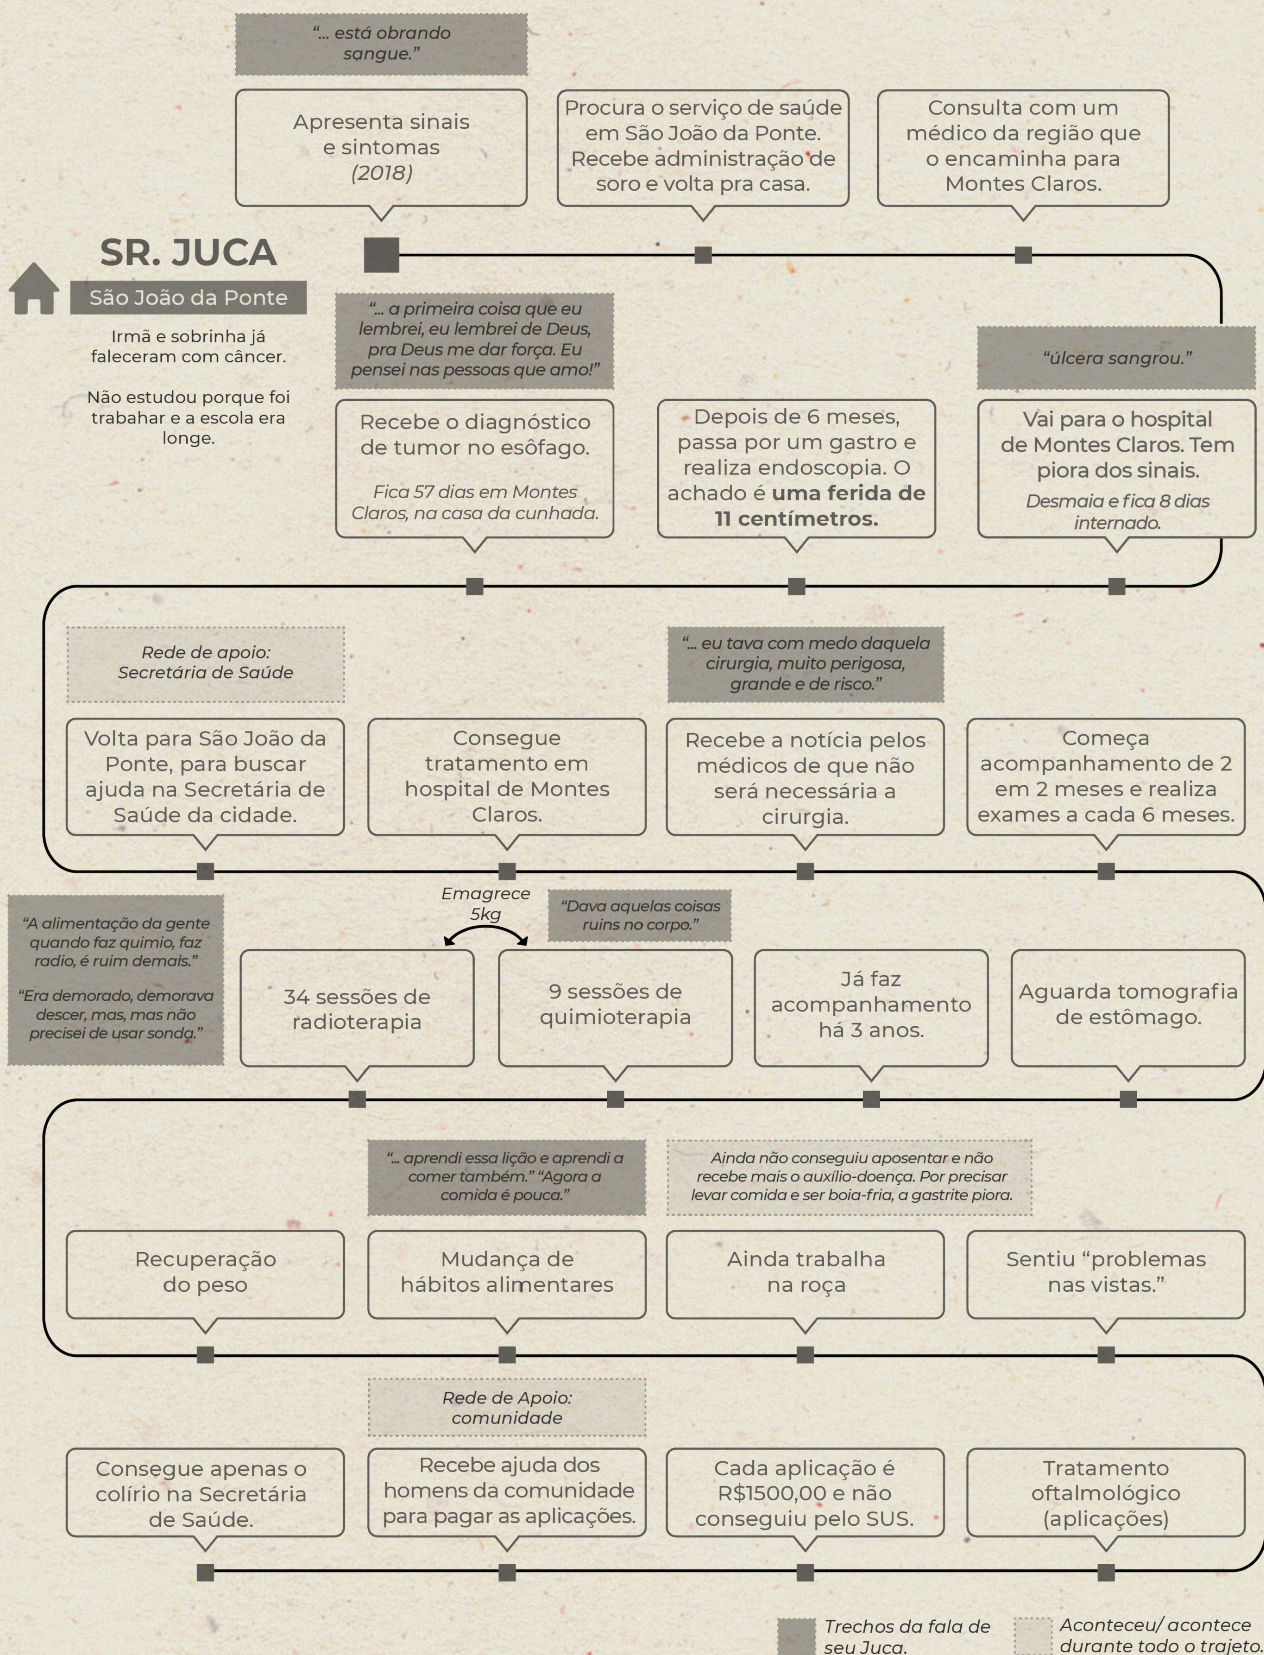 “... está obrando
sangue.”
Apresenta sinais
e sintomas
(2018)
Procura o serviço de saúde
em São João da Ponte.
Recebe administração de
soro e volta pra casa.
Consulta com um
médico da região que
o encaminha para
Montes Claros.
SR. JUCA
São João da Ponte
Irmã e sobrinha já
faleceram com câncer.
Não estudou porque foi
trabahar e a escola era
longe.
“... a primeira coisa que eu
lembrei, eu lembrei de Deus,
pra Deus me dar força. Eu
pensei nas pessoas que amo!”
Recebe o diagnóstico
de tumor no esôfago.
Fica 57 dias em Montes
Claros, na casa da cunhada.
Depois de 6 meses,
passa por um gastro e
realiza endoscopia. O
achado é uma ferida de
11 centímetros.
“úlcera sangrou.”
Vai para o hospital
de Montes Claros. Tem
piora dos sinais.
Desmaia e fica 8 dias
internado.
Rede de apoio:
Secretária de Saúde
Volta para São João da
Ponte, para buscar
ajuda na Secretária de
Saúde da cidade.
Consegue
tratamento em
hospital de Montes
Claros.
“... eu tava com medo daquela
cirurgia, muito perigosa,
grande e de risco.”
Recebe a notícia pelos
médicos de que não
será necessária a
cirurgia.
Começa
acompanhamento de 2
em 2 meses e realiza
exames a cada 6 meses.
“A alimentação da gente
quando faz quimio, faz
radio, é ruim demais.”
“Era demorado, demorava
descer, mas, mas não
precisei de usar sonda.”
34 sessões de
radioterapia
Emagrece
5kg
“Dava aquelas coisas
ruins no corpo.”
9 sessões de
quimioterapia
Já faz
acompanhamento
há 3 anos.
Aguarda tomografia
de estômago.
Recuperação
do peso
“... aprendi essa lição e aprendi a
comer também.” “Agora a
comida é pouca.”
Mudança de
hábitos alimentares
Ainda não conseguiu aposentar e não
recebe mais o auxílio-doença. Por precisar
levar comida e ser boia-fria, a gastrite piora.
Ainda trabalha
na roça
Sentiu “problemas
nas vistas.”
Consegue apenas o
colírio na Secretária
de Saúde.
Rede de Apoio:
comunidade
Recebe ajuda dos
homens da comunidade
para pagar as aplicações.
Cada aplicação é
R$1500,00 e não
conseguiu pelo SUS.
Tratamento
oftalmológico
(aplicações)
Trechos da fala de
seu Juca.
Aconteceu/ acontece
durante todo o trajeto.